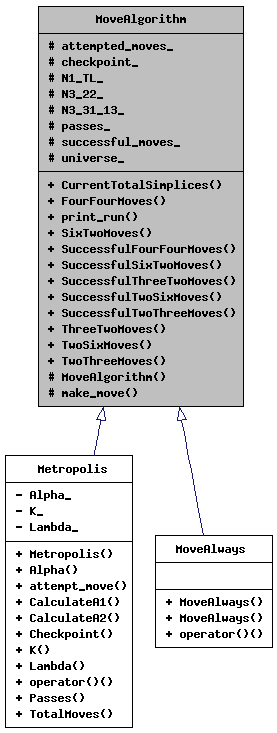 MoveAlgorithm
# attempted_moves_
# checkpoint_
# N1_TL_
# N3_22_
# N3_31_13_
# passes_
# successful_moves_
# universe_
+ CurrentTotalSimplices()
+ FourFourMoves()
+ print_run()
+ SixTwoMoves()
+ SuccessfulFourFourMoves()
+ SuccessfulSixTwoMoves()
+ SuccessfulThreeTwoMoves()
+ SuccessfulTwoSixMoves()
+ SuccessfulTwoThreeMoves()
+ ThreeTwoMoves()
+ TwoSixMoves()
+ TwoThreeMoves()
# MoveAlgorithm()
# make_move()
Metropolis
- Alpha_
- K_
- Lambda_
+ Metropolis()
+ Alpha()
+ attempt_move()
+ CalculateA1()
+ CalculateA2()
+ Checkpoint()
+ K()
+ Lambda()
+ operator()()
+ Passes()
+ TotalMoves()
MoveAlways
+ MoveAlways()
+ MoveAlways()
+ operator()()